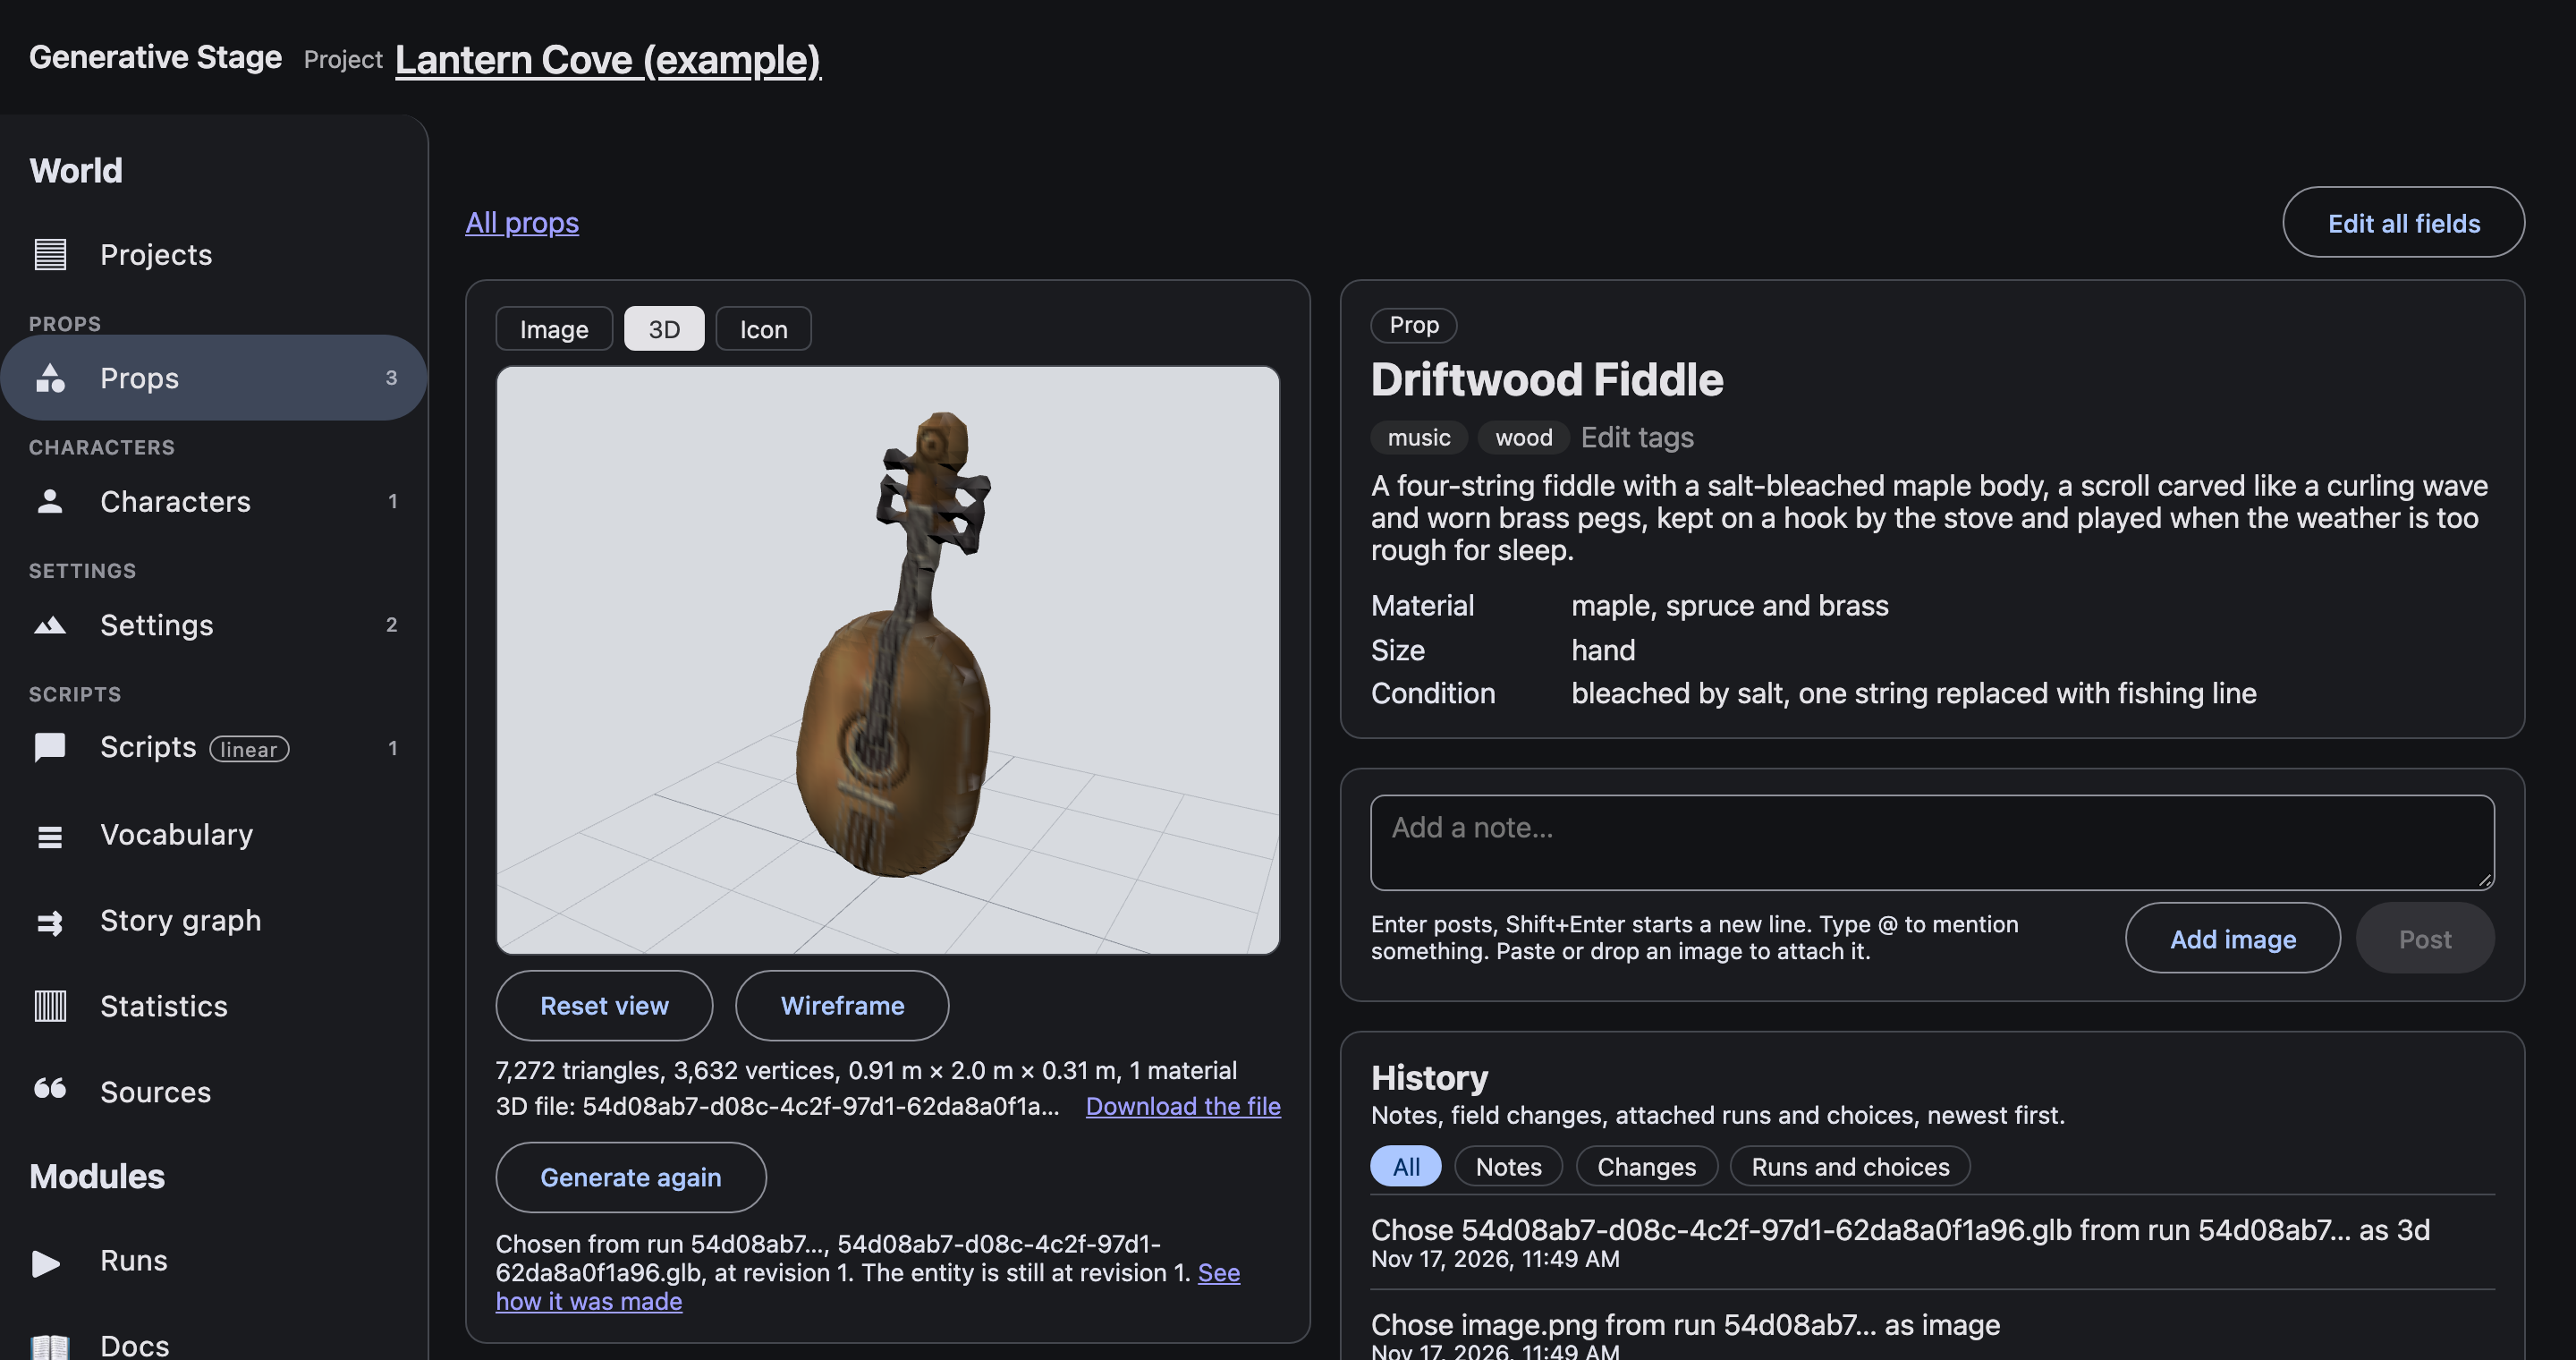 Generative Stage Project Lantern Cove (example)
World
Projects
PROPS
Props 3
CHARACTERS
Characters 1
SETTINGS
Settings 2
SCRIPTS
Scripts linear 1
Vocabulary
Story graph
Statistics
Sources
Modules
Runs
Docs
All props
Edit all fields
Image 3D Icon
Reset view Wireframe
7,272 triangles, 3,632 vertices, 0.91 m × 2.0 m × 0.31 m, 1 material
3D file: 54d08ab7-d08c-4c2f-97d1-62da8a0f1a... Download the file
Generate again
Chosen from run 54d08ab7..., 54d08ab7-d08c-4c2f-97d1-
62da8a0f1a96.glb, at revision 1. The entity is still at revision 1. See
how it was made
Prop
Driftwood Fiddle
music wood Edit tags
A four-string fiddle with a salt-bleached maple body, a scroll carved like a curling wave
and worn brass pegs, kept on a hook by the stove and played when the weather is too
rough for sleep.
Material maple, spruce and brass
Size hand
Condition bleached by salt, one string replaced with fishing line
Add a note...
Enter posts, Shift+Enter starts a new line. Type @ to mention
something. Paste or drop an image to attach it.
Add image Post
History
Notes, field changes, attached runs and choices, newest first.
All Notes Changes Runs and choices
Chose 54d08ab7-d08c-4c2f-97d1-62da8a0f1a96.glb from run 54d08ab7... as 3d
Nov 17, 2026, 11:49 AM
Chose image.png from run 54d08ab7... as image
Nov 17, 2026, 11:49 AM